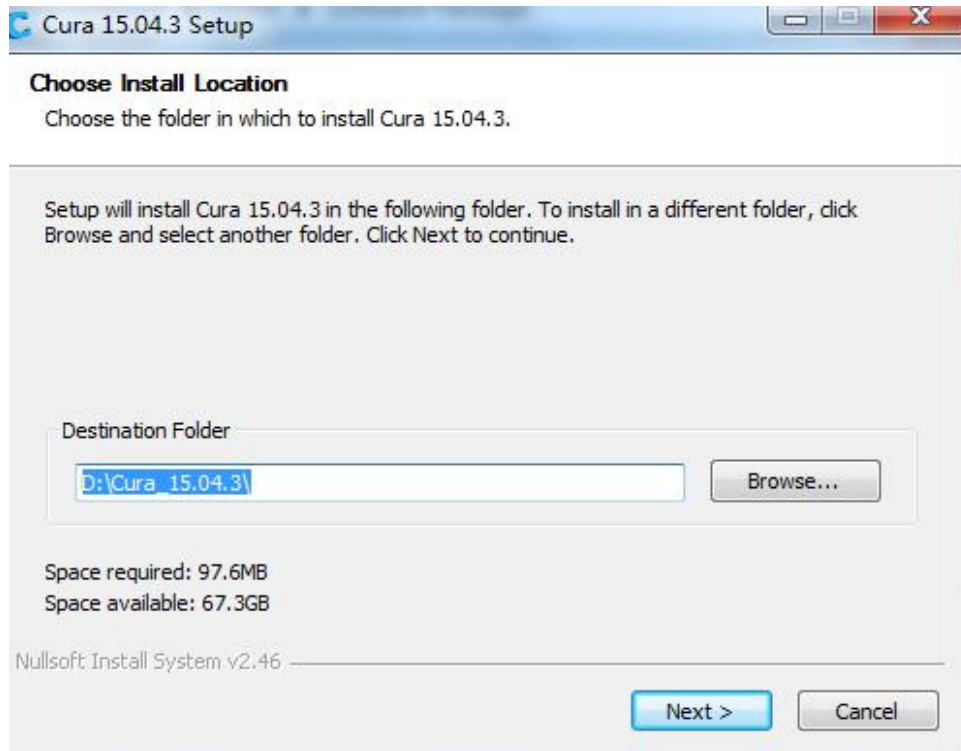 Cura 15.04.3 Setup
Choose Install Location
Choose the folder in which to install Cura 15.04.3.
Setup will install Cura 15.04.3 in the following folder. To install in a different folder, click
Browse and select another folder. Click Next to continue.
Destination Folder
D:\Cura_15.04.3\
Browse...
Space required: 97.6MB
Space available: 67.3GB
Nullsoft Install System v2.46
Next >
Cancel